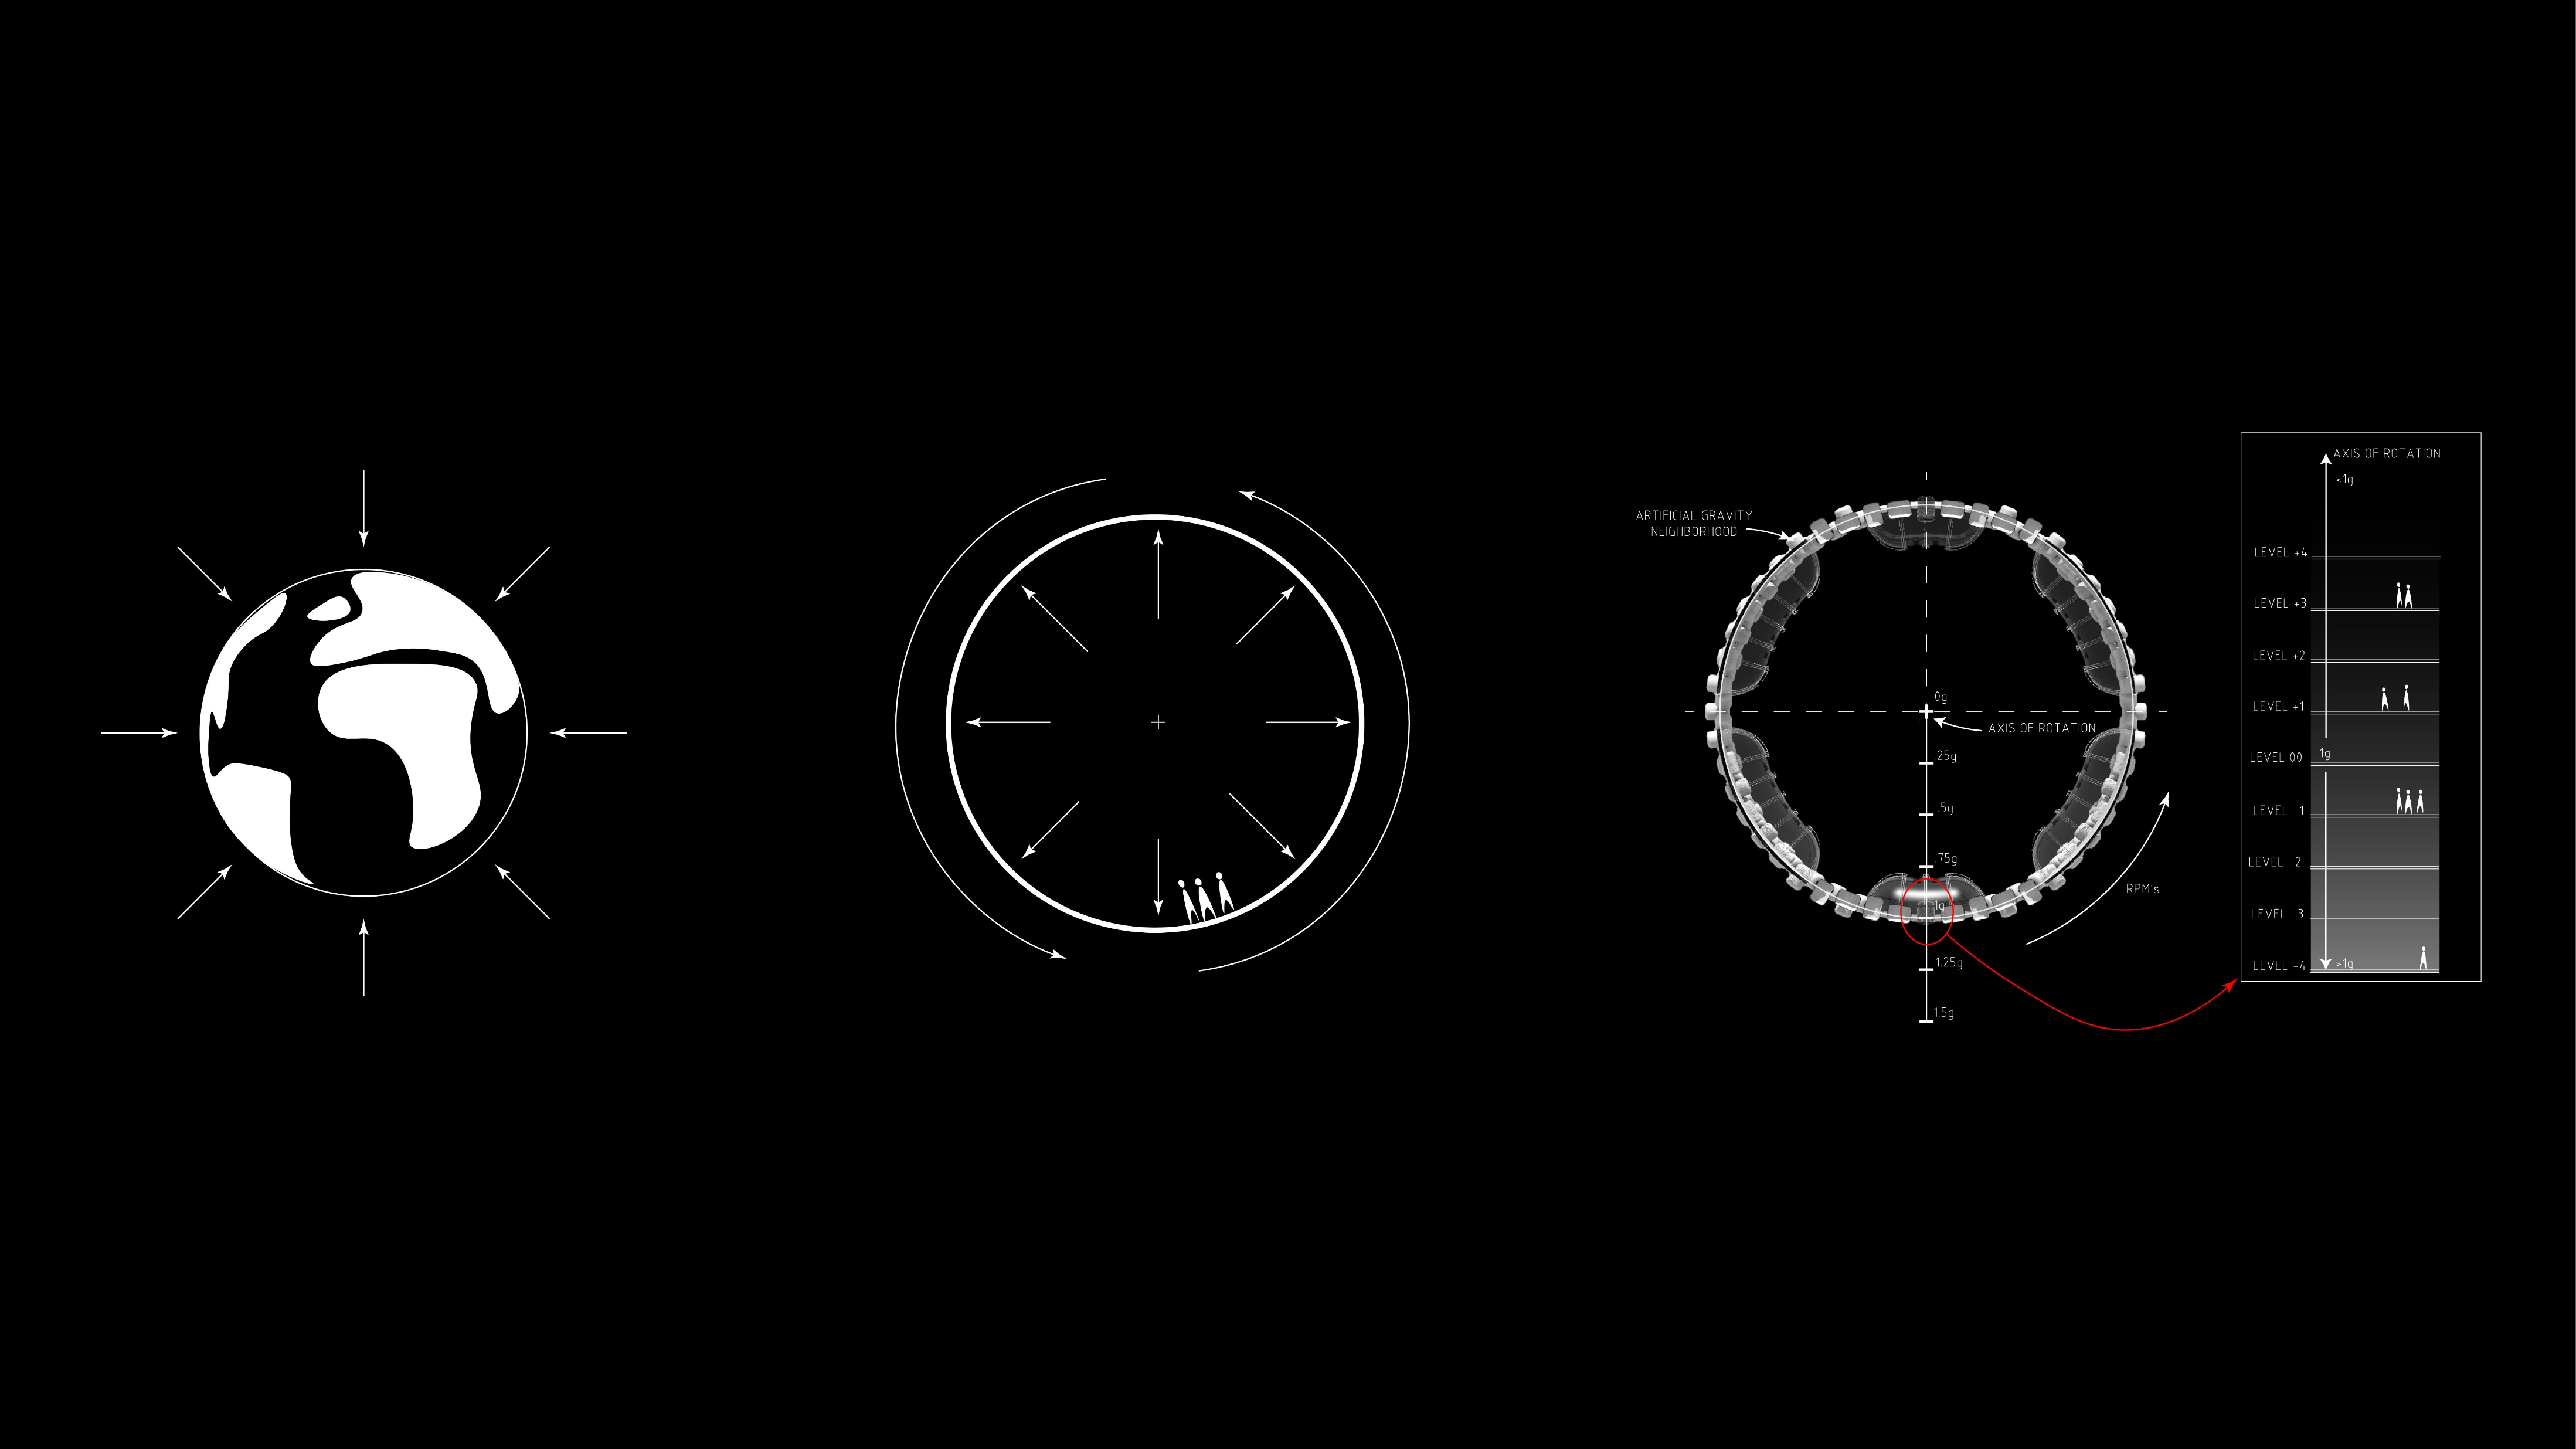 ARTIFICIAL GRAVITY
NEIGHBORHOOD
0g
AXIS OF ROTATION
.25g
.5g
.75g
1g
1.25g
1.5g
RPM's
AXIS OF ROTATION
<1g
LEVEL +4
LEVEL +3
LEVEL +2
LEVEL +1
LEVEL 00 1g
LEVEL -1
LEVEL -2
LEVEL -3
LEVEL -4 >1g